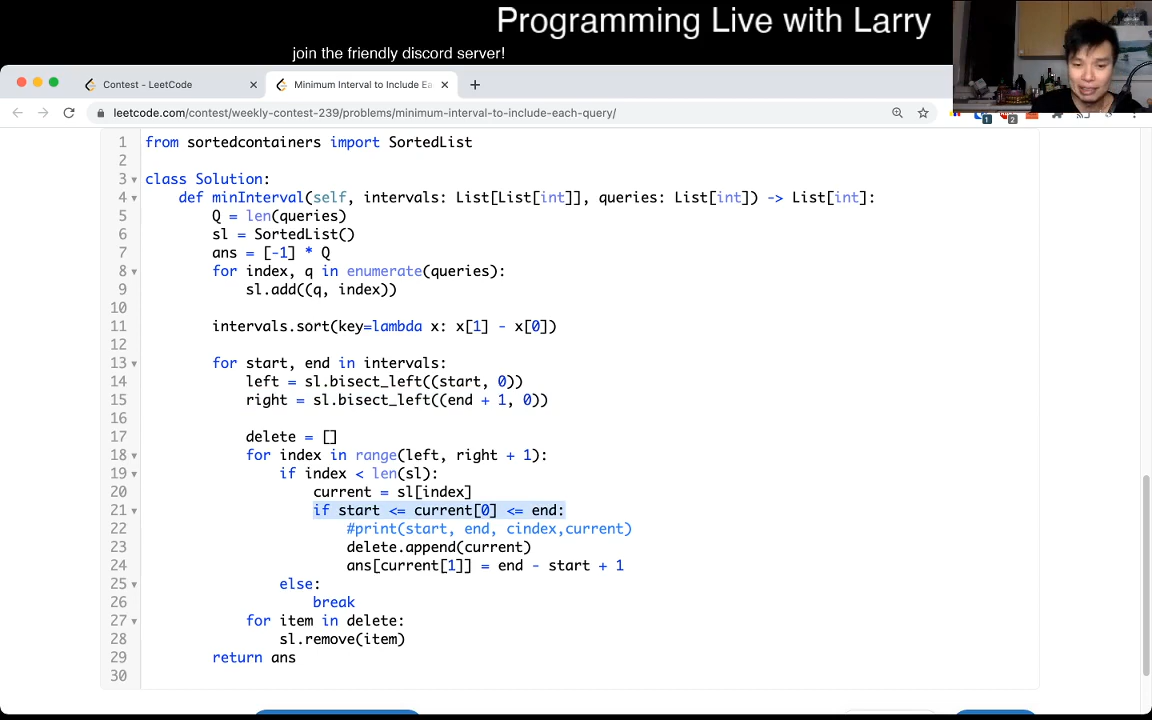 Programming Live with Larry
join the friendly discord server!
Contest - LeetCode
Minimum Interval to Include Ea
leetcode.com/contest/weekly-contest-239/problems/minimum-interval-to-include-each-query/
1 from sortedcontainers import SortedList
2
3 class Solution:
4 def minInterval(self, intervals: List[List[int]], queries: List[int]) -> List[int]:
5 Q = len(queries)
6 sl = SortedList()
7 ans = [-1] * Q
8 for index, q in enumerate(queries):
9 sl.add((q, index))
10
11 intervals.sort(key=lambda x: x[1] - x[0])
12
13 for start, end in intervals:
14 left = sl.bisect_left((start, 0))
15 right = sl.bisect_left((end + 1, 0))
16
17 delete = []
18 for index in range(left, right + 1):
19 if index < len(sl):
20 current = sl[index]
21 if start <= current[0] <= end:
22 #print(start, end, cindex,current)
23 delete.append(current)
24 ans[current[1]] = end - start + 1
25 else:
26 break
27 for item in delete:
28 sl.remove(item)
29 return ans
30